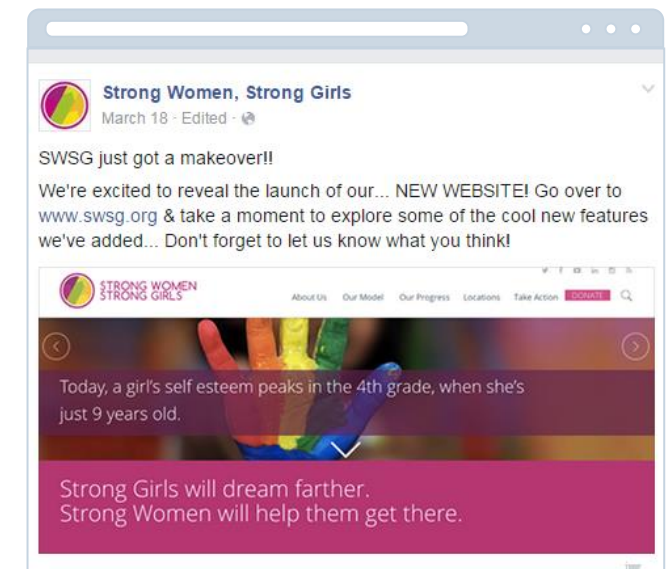 Strong Women, Strong Girls
March 18 · Edited ·
SWSG just got a makeover!!
We're excited to reveal the launch of our... NEW WEBSITE! Go over to
www.swsg.org & take a moment to explore some of the cool new features
we've added... Don't forget to let us know what you think!
STRONG WOMEN
STRONG GIRLS
About Us Our Model Our Progress Locations Take Action DONATE
Today, a girl's self esteem peaks in the 4th grade, when she's
just 9 years old.
Strong Girls will dream farther.
Strong Women will help them get there.